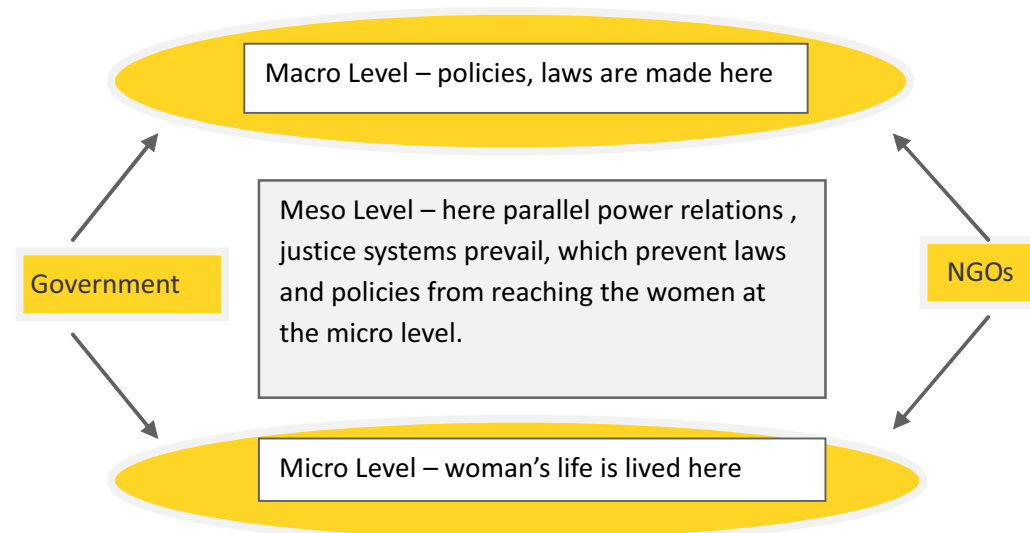 Macro Level – policies, laws are made here
Meso Level – here parallel power relations ,
justice systems prevail, which prevent laws
and policies from reaching the women at
the micro level.
Government
NGOs
Micro Level – woman’s life is lived here